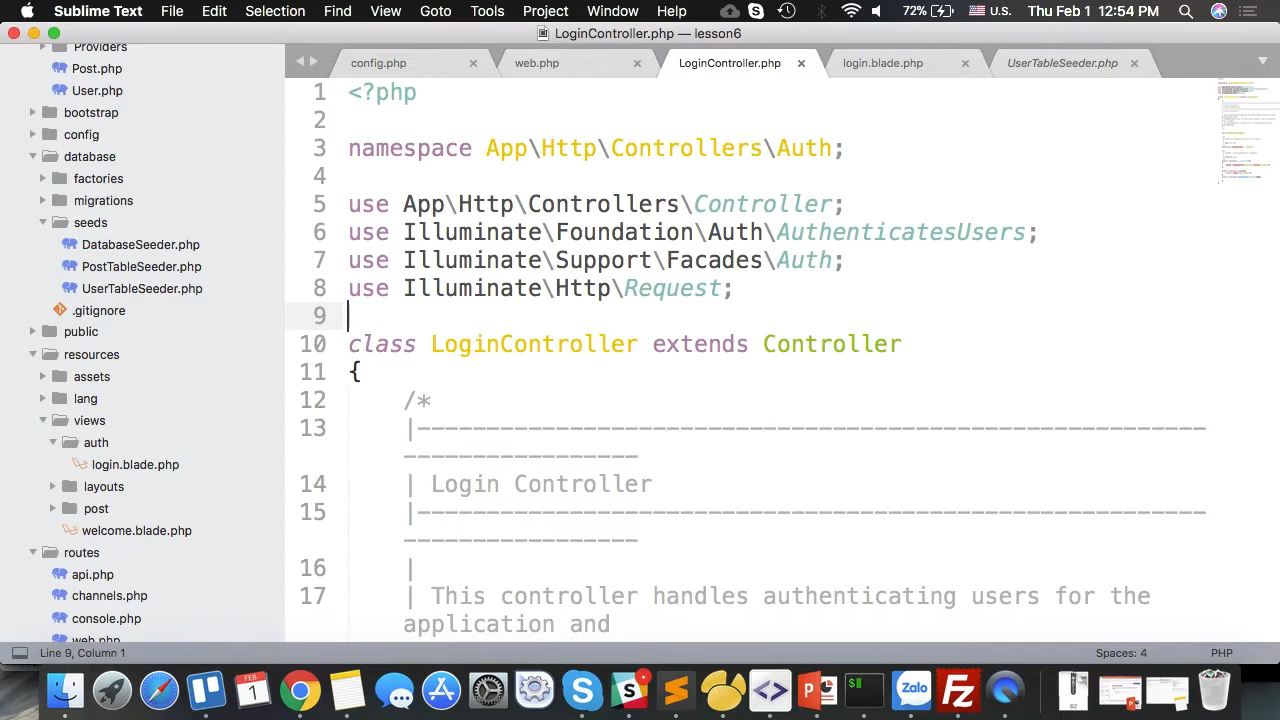 Sublime Text File Edit Selection Find View Goto Tools Project Window Help 72% U.S. Thu Feb 1 12:54 PM
LoginController.php — lesson6
config.php web.php LoginController.php login.blade.php UserTableSeeder.php
Providers
Post.php
User.php
bootstrap
config
database
factories
migrations
seeds
DatabaseSeeder.php
PostTableSeeder.php
UserTableSeeder.php
.gitignore
public
resources
assets
lang
views
auth
login.blade.php
layouts
post
welcome.blade.php
routes
api.php
channels.php
console.php
web.php
1 <?php
2
3 namespace App\Http\Controllers\Auth;
4
5 use App\Http\Controllers\Controller;
6 use Illuminate\Foundation\Auth\AuthenticatesUsers;
7 use Illuminate\Support\Facades\Auth;
8 use Illuminate\Http\Request;
9
10 class LoginController extends Controller
11 {
12 /*
13 |--------------------------------------------------------------------------
14 | Login Controller
15 |--------------------------------------------------------------------------
16 |
17 | This controller handles authenticating users for the
application and
Line 9, Column 1 Spaces: 4 PHP
FEB
1
Zalo
Fz